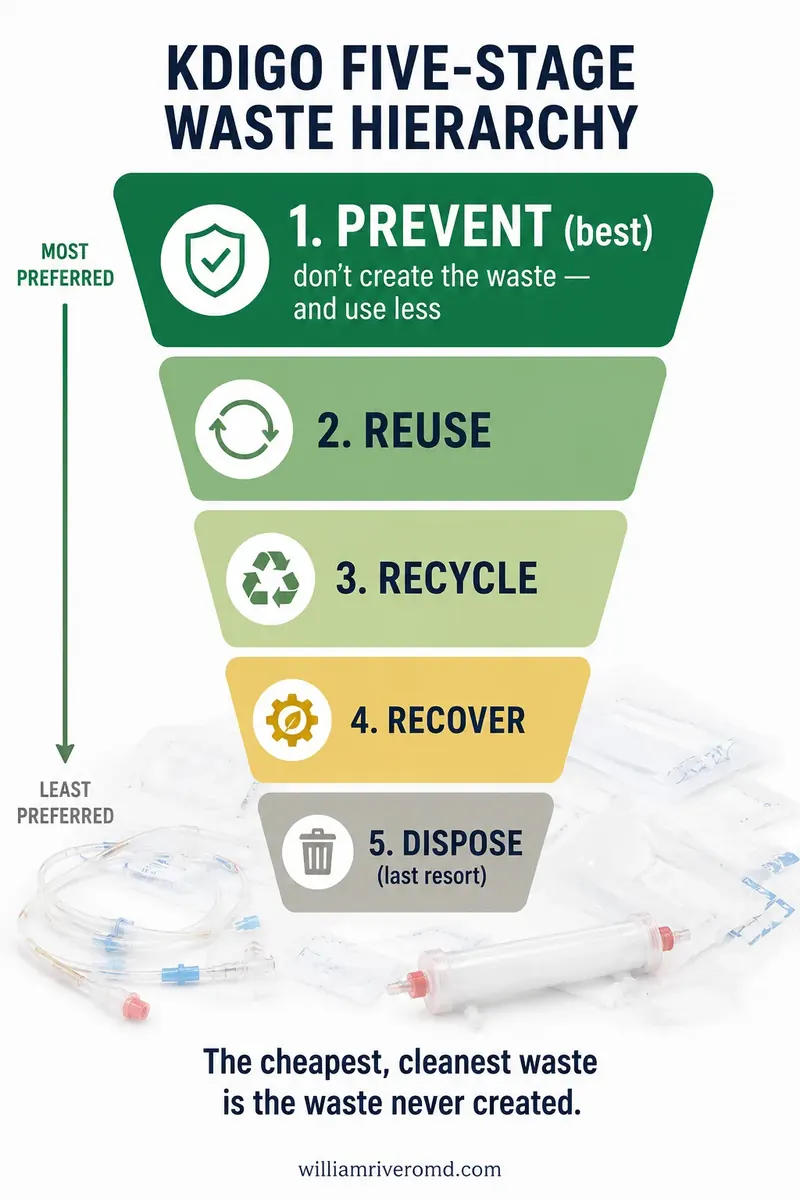 KDIGO FIVE-STAGE
WASTE HIERARCHY
MOST
PREFERRED
1. PREVENT (best)
don't create the waste —
and use less
2. REUSE
3. RECYCLE
4. RECOVER
LEAST
PREFERRED
5. DISPOSE
(last resort)
The cheapest, cleanest waste
is the waste never created.
williamriveromd.com